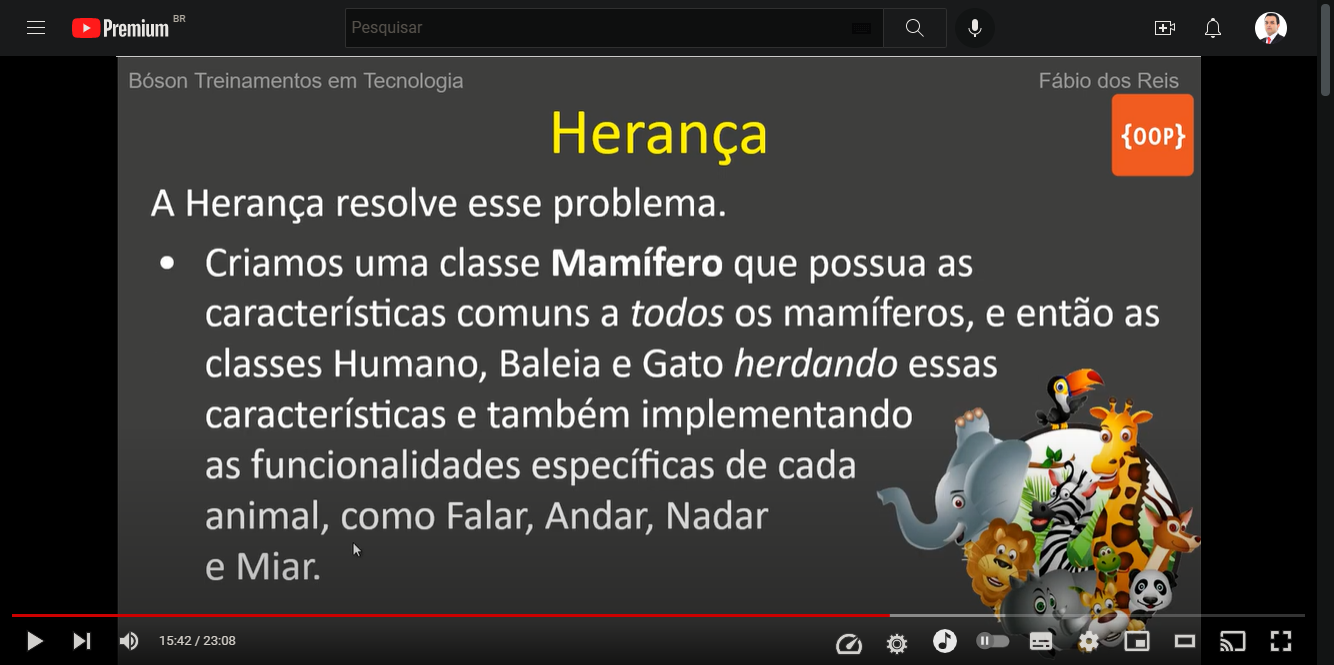 Premium BR
Pesquisar
Bóson Treinamentos em Tecnologia
Fábio dos Reis
Herança
{OOP}
A Herança resolve esse problema.
• Criamos uma classe Mamífero que possua as
características comuns a todos os mamíferos, e então as
classes Humano, Baleia e Gato herdando essas
características e também implementando
as funcionalidades específicas de cada
animal, como Falar, Andar, Nadar
e Miar.
15:42 / 23:08